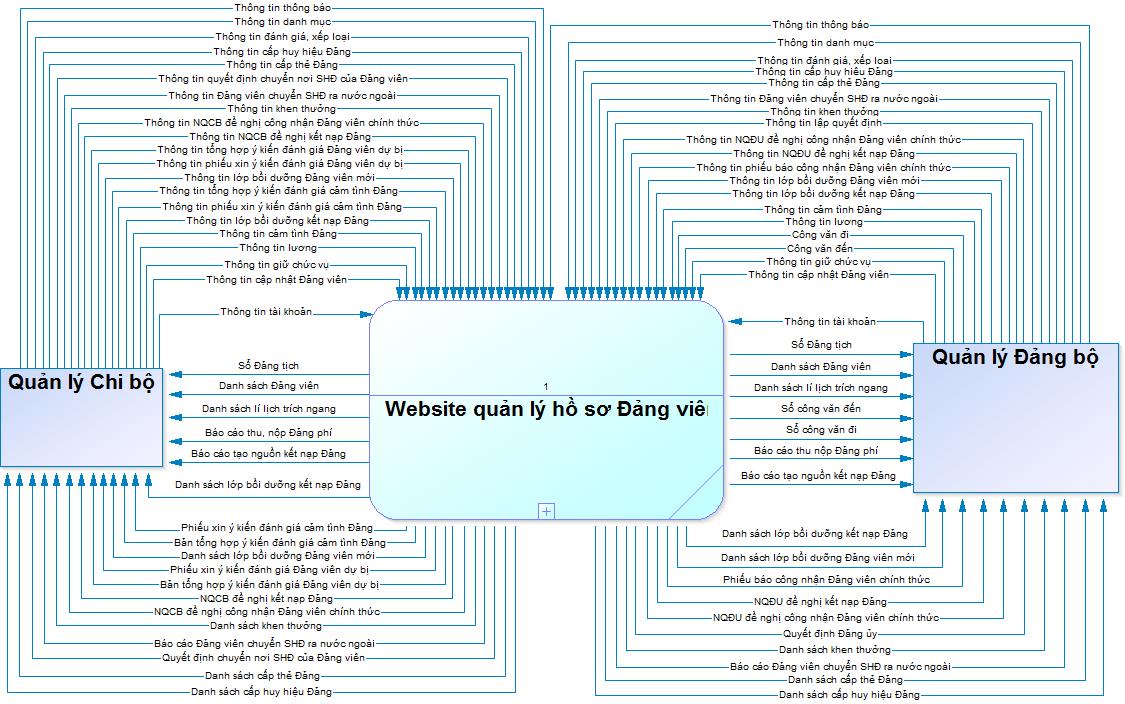 Thông tin thông báo
Thông tin danh mục
Thông tin đánh giá, xếp loại
Thông tin cấp huy hiệu Đảng
Thông tin cấp thẻ Đảng
Thông tin quyết định chuyển nơi SHĐ của Đảng viên
Thông tin Đảng viên chuyển SHĐ ra nước ngoài
Thông tin khen thưởng
Thông tin NQCB đề nghị công nhận Đảng viên chính thức
Thông tin NQCB đề nghị kết nạp Đảng
Thông tin tổng hợp ý kiến đánh giá Đảng viên dự bị
Thông tin phiếu xin ý kiến đánh giá Đảng viên dự bị
Thông tin lớp bồi dưỡng Đảng viên mới
Thông tin tổng hợp ý kiến đánh giá cảm tình Đảng
Thông tin phiếu xin ý kiến đánh giá cảm tình Đảng
Thông tin lớp bồi dưỡng kết nạp Đảng
Thông tin cảm tình Đảng
Thông tin lương
Thông tin giữ chức vụ
Thông tin cập nhật Đảng viên
Thông tin tài khoản
Thông tin thông báo
Thông tin danh mục
Thông tin đánh giá, xếp loại
Thông tin cấp huy hiệu Đảng
Thông tin cấp thẻ Đảng
Thông tin Đảng viên chuyển SHĐ ra nước ngoài
Thông tin khen thưởng
Thông tin lập quyết định
Thông tin NQĐU đề nghị công nhận Đảng viên chính thức
Thông tin NQĐU đề nghị kết nạp Đảng
Thông tin phiếu báo công nhận Đảng viên chính thức
Thông tin lớp bồi dưỡng Đảng viên mới
Thông tin lớp bồi dưỡng kết nạp Đảng
Thông tin cảm tình Đảng
Thông tin lương
Công văn đi
Công văn đến
Thông tin giữ chức vụ
Thông tin cập nhật Đảng viên
Thông tin tài khoản
Quản lý Chi bộ
1
Website quản lý hồ sơ Đảng viên
Quản lý Đảng bộ
Sổ Đảng tịch
Danh sách Đảng viên
Danh sách lí lịch trích ngang
Báo cáo thu, nộp Đảng phí
Báo cáo tạo nguồn kết nạp Đảng
Danh sách lớp bồi dưỡng kết nạp Đảng
Phiếu xin ý kiến đánh giá cảm tình Đảng
Bản tổng hợp ý kiến đánh giá cảm tình Đảng
Danh sách lớp bồi dưỡng Đảng viên mới
Phiếu xin ý kiến đánh giá Đảng viên dự bị
Bản tổng hợp ý kiến đánh giá Đảng viên dự bị
NQCB đề nghị kết nạp Đảng
NQCB đề nghị công nhận Đảng viên chính thức
Danh sách khen thưởng
Báo cáo Đảng viên chuyển SHĐ ra nước ngoài
Quyết định chuyển nơi SHĐ của Đảng viên
Danh sách cấp thẻ Đảng
Danh sách cấp huy hiệu Đảng
Sổ Đảng tịch
Danh sách Đảng viên
Danh sách lí lịch trích ngang
Sổ công văn đến
Sổ công văn đi
Báo cáo thu nộp Đảng phí
Báo cáo tạo nguồn kết nạp Đảng
Danh sách lớp bồi dưỡng kết nạp Đảng
Danh sách lớp bồi dưỡng Đảng viên mới
Phiếu báo công nhận Đảng viên chính thức
NQĐU đề nghị kết nạp Đảng
NQĐU đề nghị công nhận Đảng viên chính thức
Quyết định Đảng ủy
Danh sách khen thưởng
Báo cáo Đảng viên chuyển SHĐ ra nước ngoài
Danh sách cấp thẻ Đảng
Danh sách cấp huy hiệu Đảng